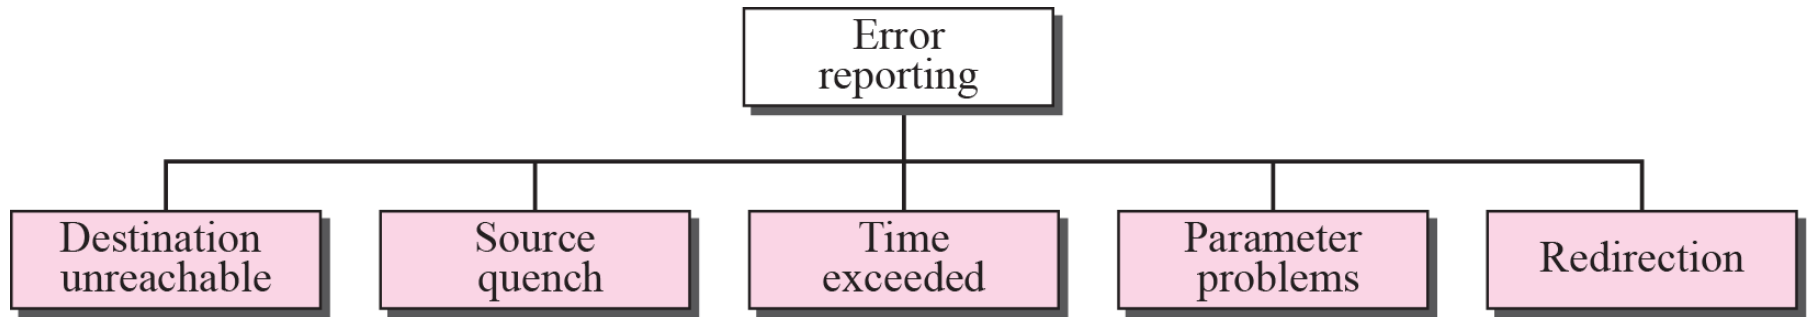 Error
reporting
Destination
unreachable
Source
quench
Time
exceeded
Parameter
problems
Redirection